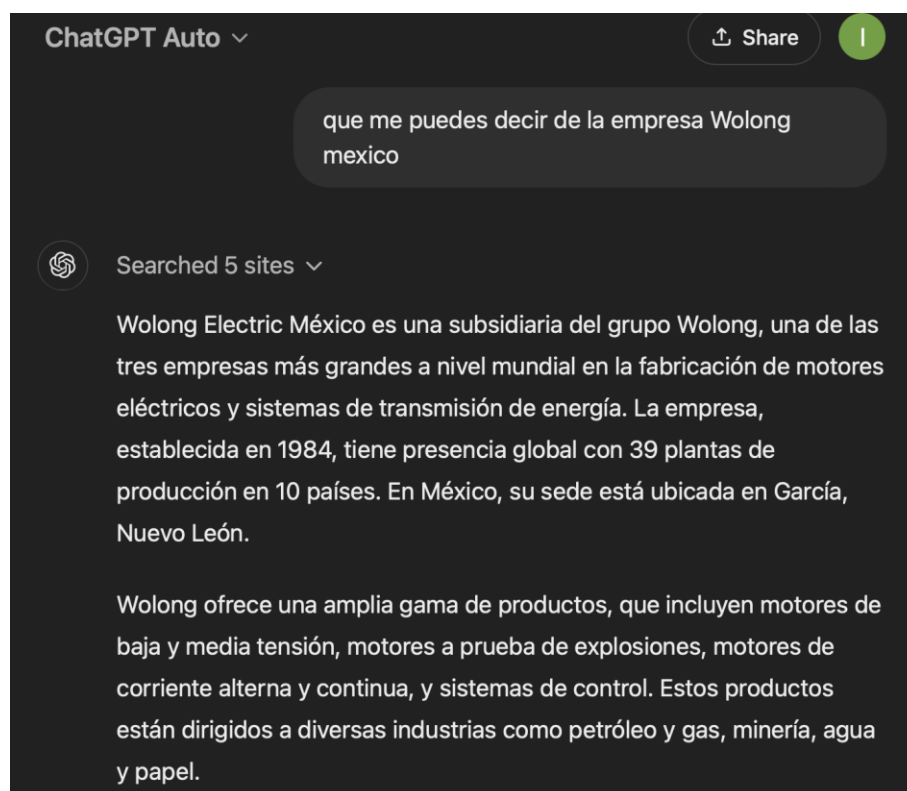 ChatGPT Auto
Share
I
que me puedes decir de la empresa Wolong
mexico
Searched 5 sites
Wolong Electric México es una subsidiaria del grupo Wolong, una de las
tres empresas más grandes a nivel mundial en la fabricación de motores
eléctricos y sistemas de transmisión de energía. La empresa,
establecida en 1984, tiene presencia global con 39 plantas de
producción en 10 países. En México, su sede está ubicada en García,
Nuevo León.
Wolong ofrece una amplia gama de productos, que incluyen motores de
baja y media tensión, motores a prueba de explosiones, motores de
corriente alterna y continua, y sistemas de control. Estos productos
están dirigidos a diversas industrias como petróleo y gas, minería, agua
y papel.